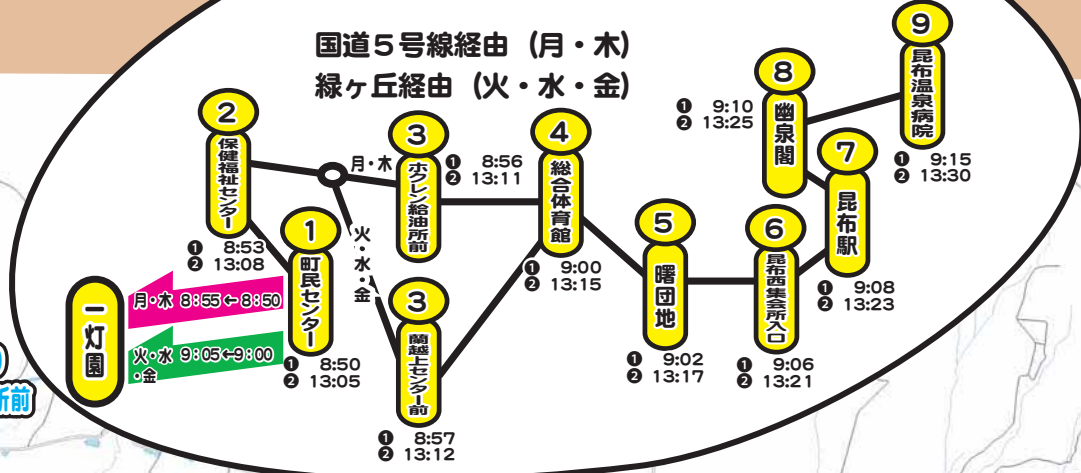 国道5号線経由（月・木）
緑ヶ丘経由（火・水・金）
9
昆布温泉病院
❶ 9:15
❷ 13:30
8
幽泉閣
❶ 9:10
❷ 13:25
7
昆布駅
❶ 9:08
❷ 13:23
2
保健福祉センター
❶ 8:53
❷ 13:08
月・木
3
ホクレン給油所前
❶ 8:56
❷ 13:11
4
総合体育館
❶ 9:00
❷ 13:15
5
曙団地
❶ 9:02
❷ 13:17
6
昆布西集会所入口
❶ 9:06
❷ 13:21
1
町民センター
❶ 8:50
❷ 13:05
火・水・金
3
蘭越上センター前
❶ 8:57
❷ 13:12
一灯園
月・木 8:55←8:50
火・水 9:05←9:00
・金
所前